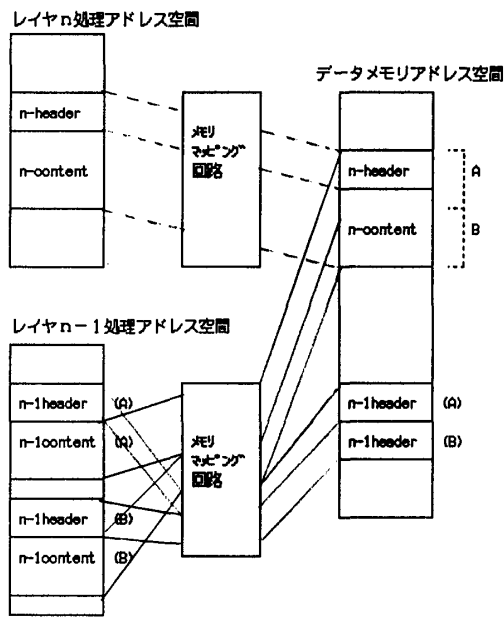 レイヤn処理アドレス空間
n-header
n-content
メモリ
マッピング
回路
データメモリアドレス空間
n-header
n-content
A
B
レイヤn-1処理アドレス空間
n-1header (A)
n-1content (A)
n-1header (B)
n-1content (B)
メモリ
マッピング
回路
n-1header (A)
n-1header (B)